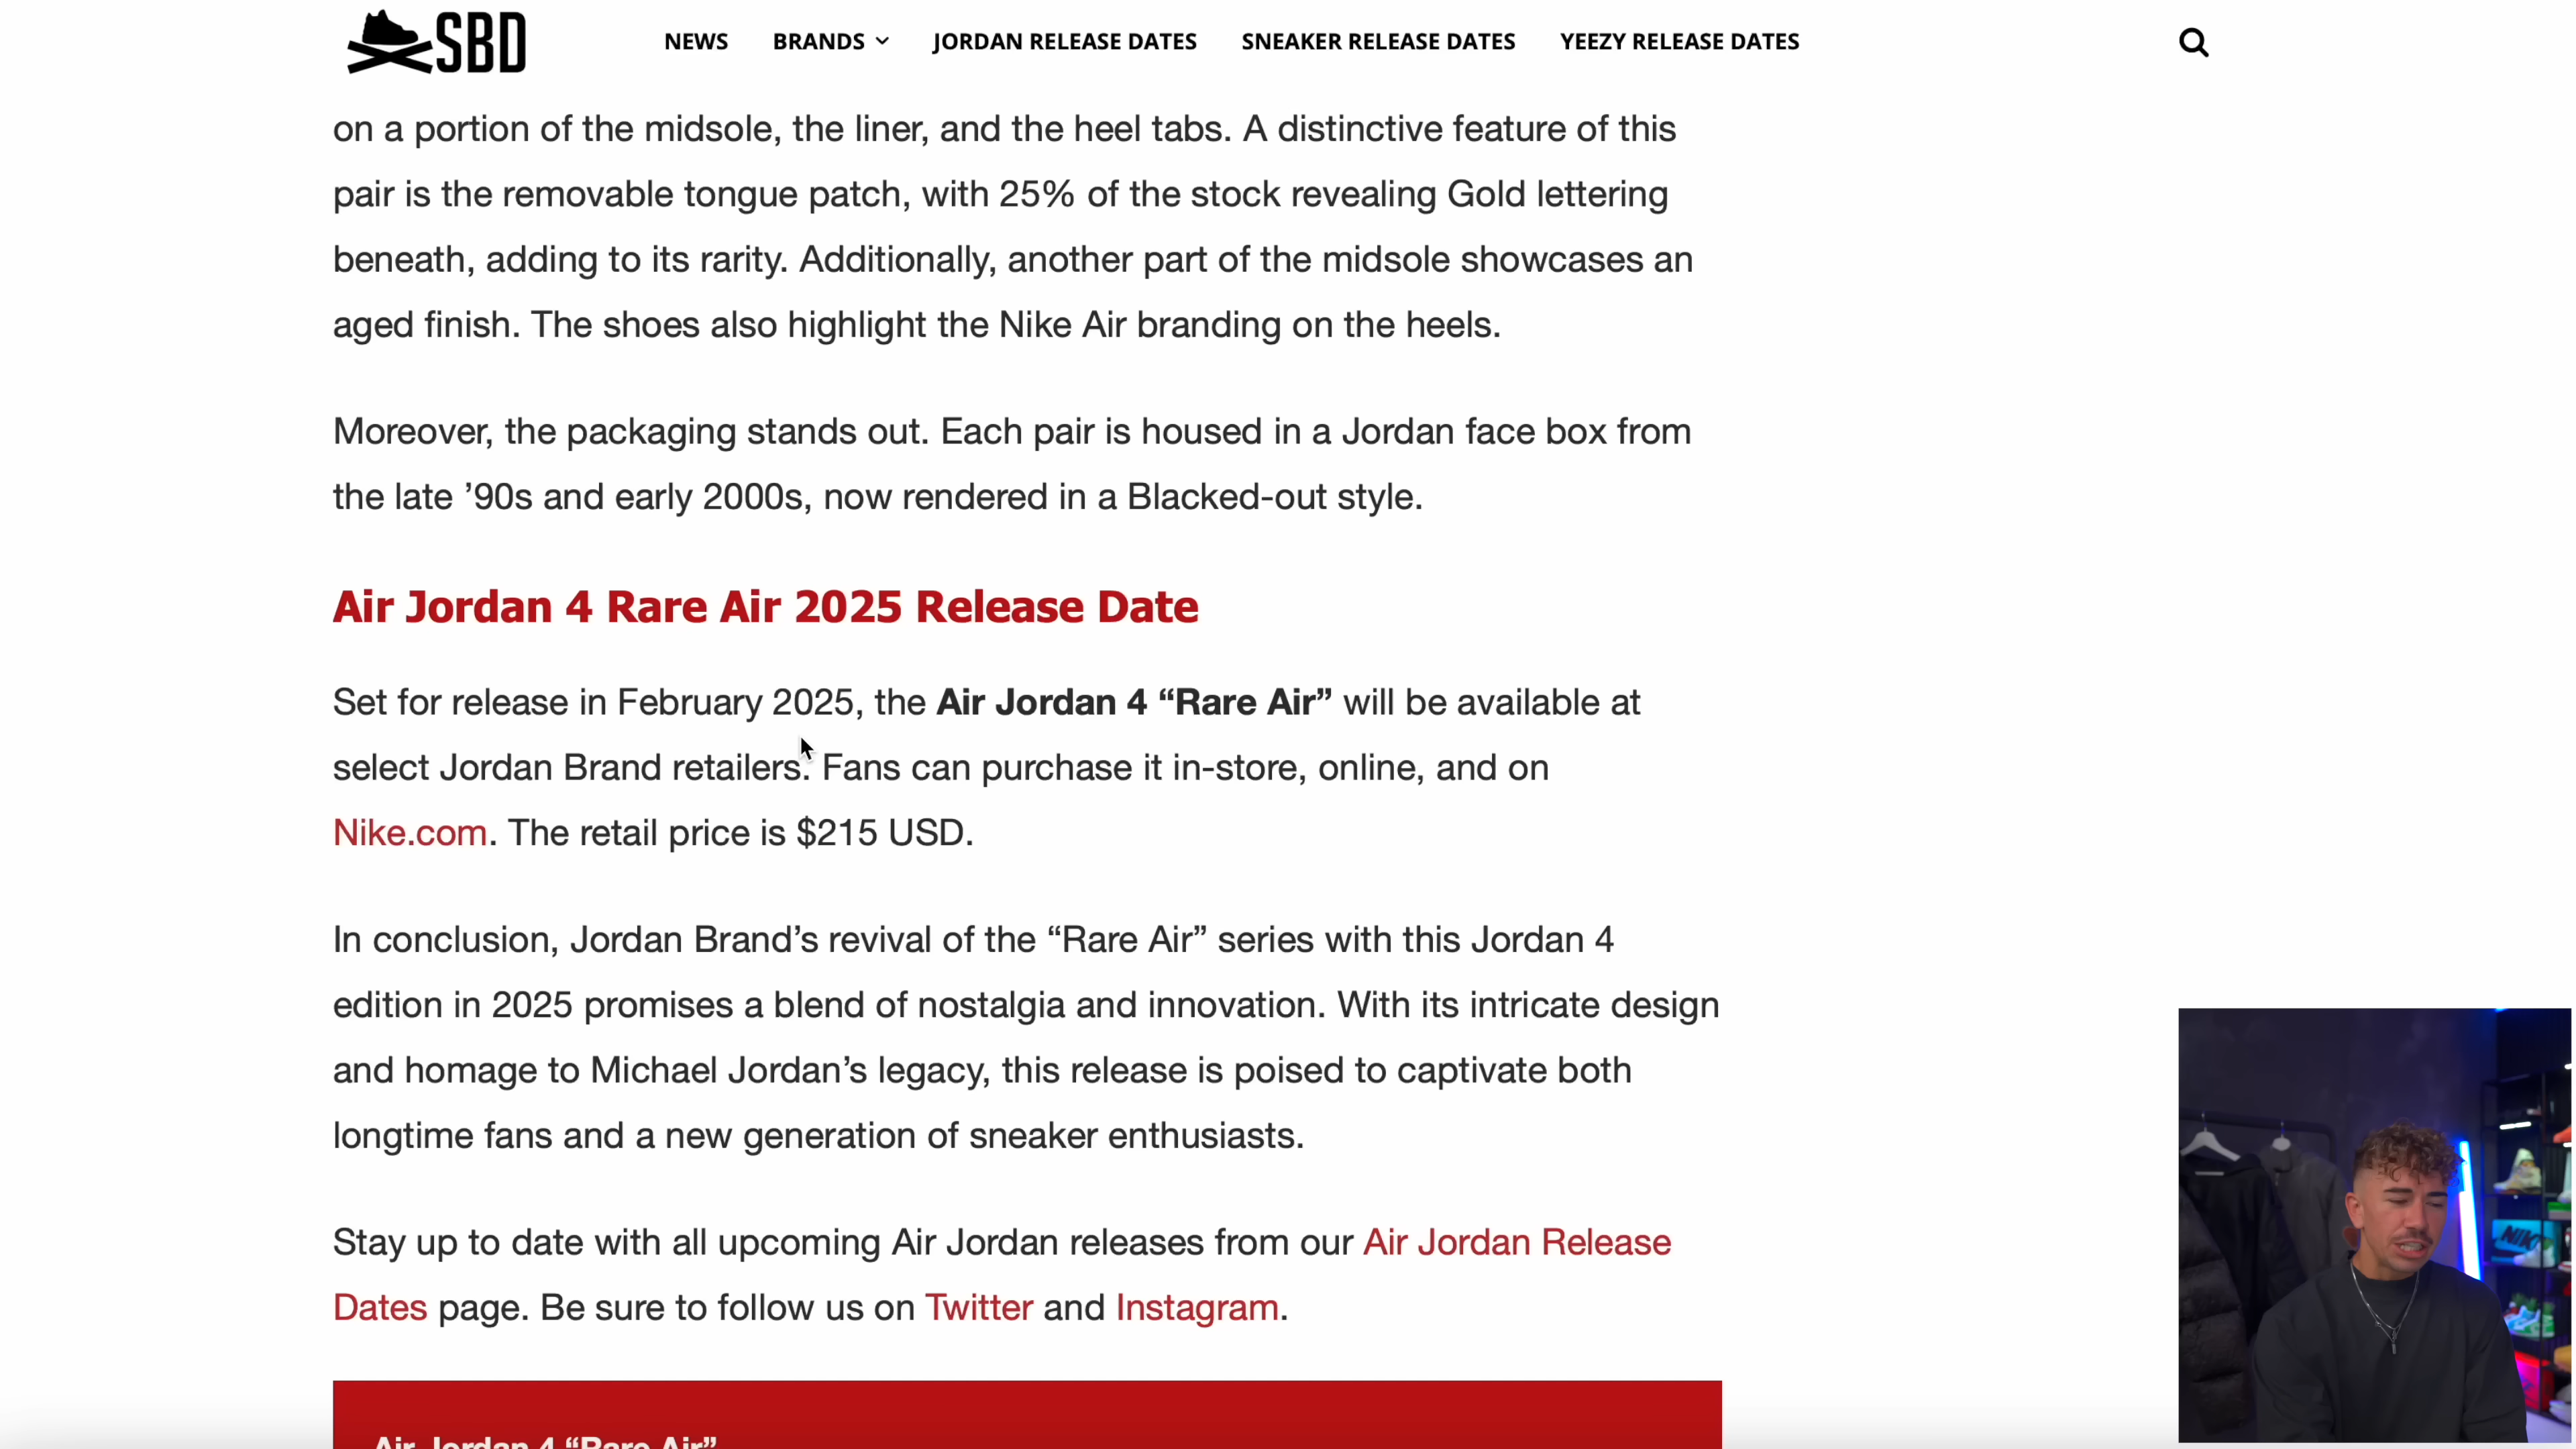 SBD
NEWS BRANDS JORDAN RELEASE DATES SNEAKER RELEASE DATES YEEZY RELEASE DATES
on a portion of the midsole, the liner, and the heel tabs. A distinctive feature of this
pair is the removable tongue patch, with 25% of the stock revealing Gold lettering
beneath, adding to its rarity. Additionally, another part of the midsole showcases an
aged finish. The shoes also highlight the Nike Air branding on the heels.
Moreover, the packaging stands out. Each pair is housed in a Jordan face box from
the late ’90s and early 2000s, now rendered in a Blacked-out style.
Air Jordan 4 Rare Air 2025 Release Date
Set for release in February 2025, the Air Jordan 4 “Rare Air” will be available at
select Jordan Brand retailers. Fans can purchase it in-store, online, and on
Nike.com. The retail price is $215 USD.
In conclusion, Jordan Brand’s revival of the “Rare Air” series with this Jordan 4
edition in 2025 promises a blend of nostalgia and innovation. With its intricate design
and homage to Michael Jordan’s legacy, this release is poised to captivate both
longtime fans and a new generation of sneaker enthusiasts.
Stay up to date with all upcoming Air Jordan releases from our Air Jordan Release
Dates page. Be sure to follow us on Twitter and Instagram.
Air Jordan 4 “Rare Air”